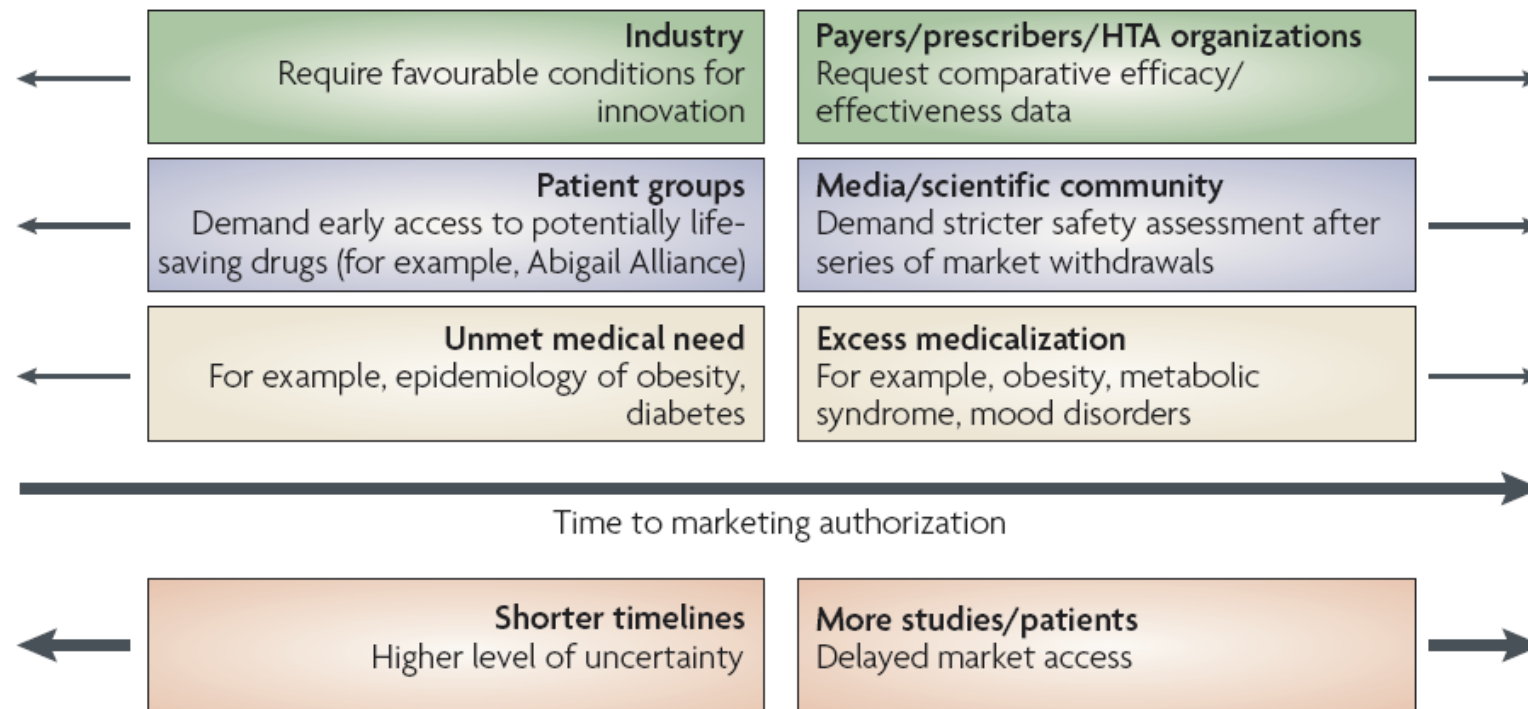 Industry
Require favourable conditions for
innovation
Payers/prescribers/HTA organizations
Request comparative efficacy/
effectiveness data
Patient groups
Demand early access to potentially life-
saving drugs (for example, Abigail Alliance)
Media/scientific community
Demand stricter safety assessment after
series of market withdrawals
Unmet medical need
For example, epidemiology of obesity,
diabetes
Excess medicalization
For example, obesity, metabolic
syndrome, mood disorders
Time to marketing authorization
Shorter timelines
Higher level of uncertainty
More studies/patients
Delayed market access